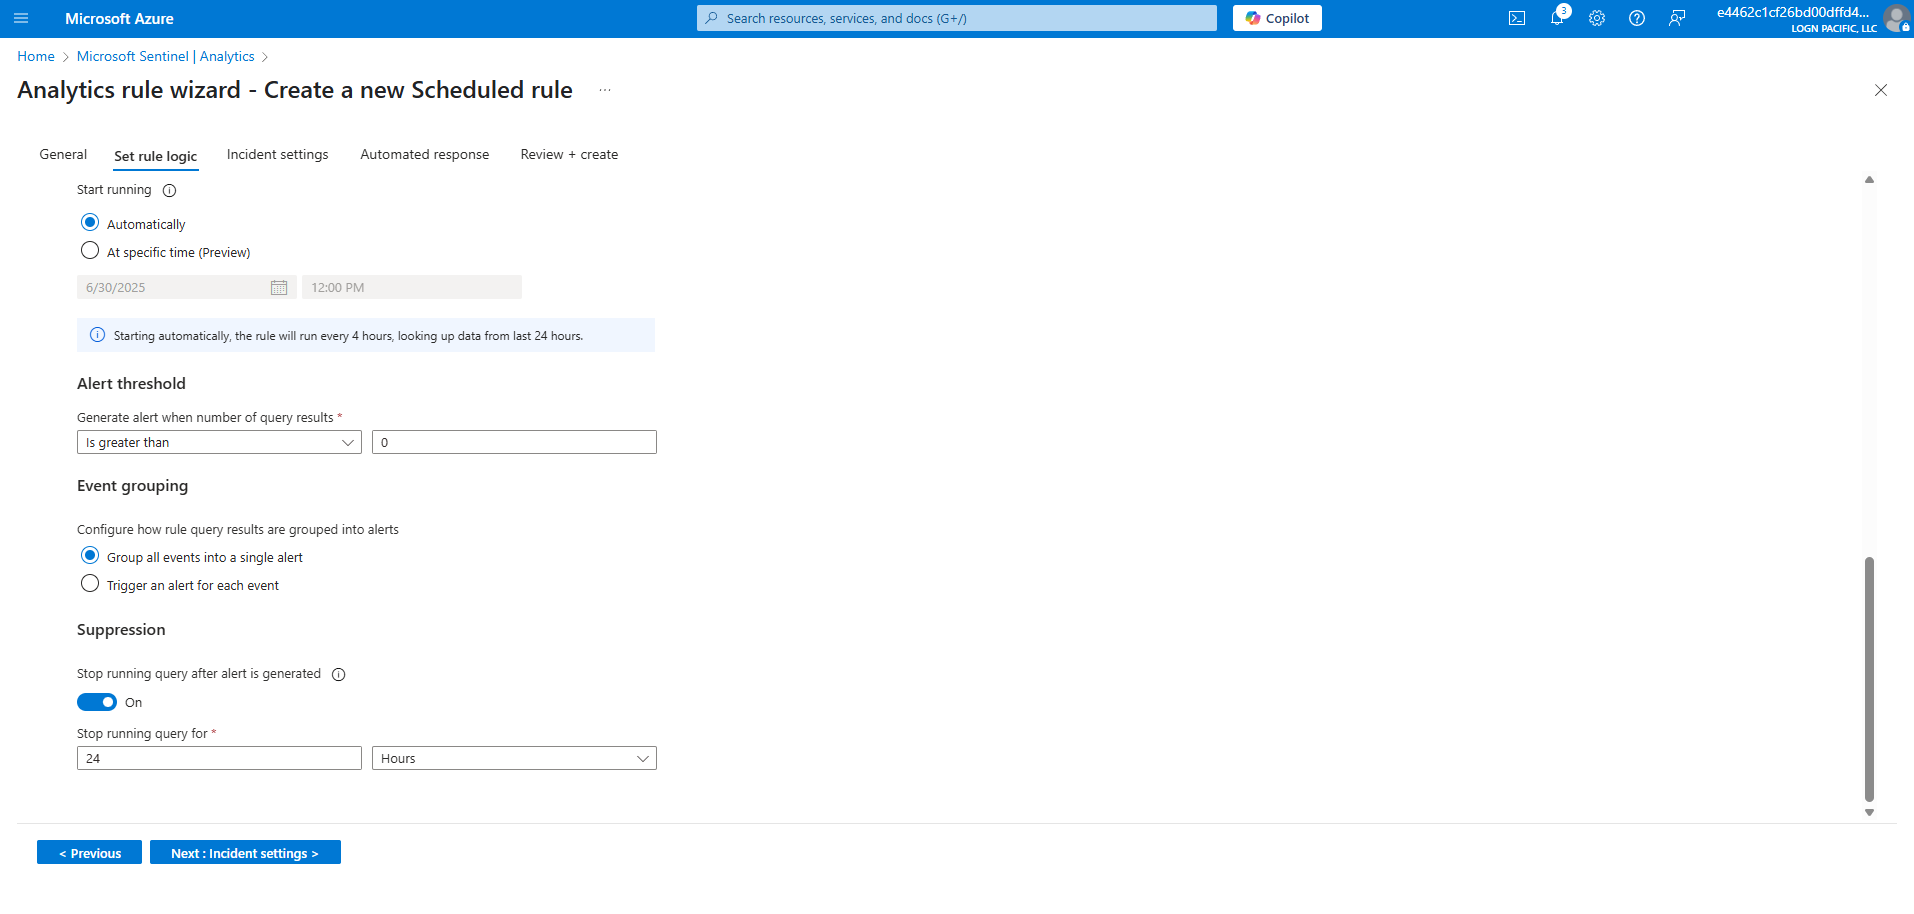 Microsoft Azure
Search resources, services, and docs (G+/)
Copilot
3
e4462c1cf26bd00dffd4...
LOGN PACIFIC, LLC
Home > Microsoft Sentinel | Analytics >
Analytics rule wizard - Create a new Scheduled rule ...
General
Set rule logic
Incident settings
Automated response
Review + create
Start running
Automatically
At specific time (Preview)
6/30/2025
12:00 PM
Starting automatically, the rule will run every 4 hours, looking up data from last 24 hours.
Alert threshold
Generate alert when number of query results *
Is greater than
0
Event grouping
Configure how rule query results are grouped into alerts
Group all events into a single alert
Trigger an alert for each event
Suppression
Stop running query after alert is generated
On
Stop running query for *
24
Hours
< Previous
Next : Incident settings >